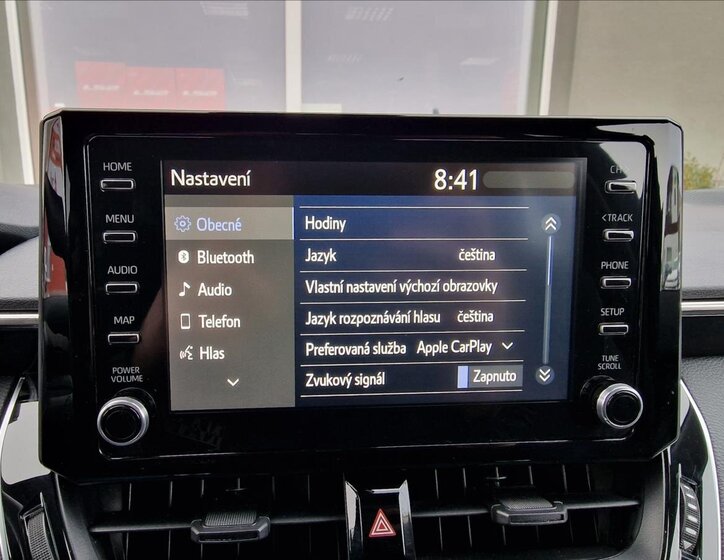 HOME
MENU
AUDIO
MAP
POWER
VOLUME
Nastavení 8:41
Obecné
Bluetooth
Audio
Telefon
Hlas
Hodiny
Jazyk čeština
Vlastní nastavení výchozí obrazovky
Jazyk rozpoznávání hlasu čeština
Preferovaná služba Apple CarPlay
Zvukový signál Zapnuto
<TRACK
PHONE
SETUP
TUNE
SCROLL